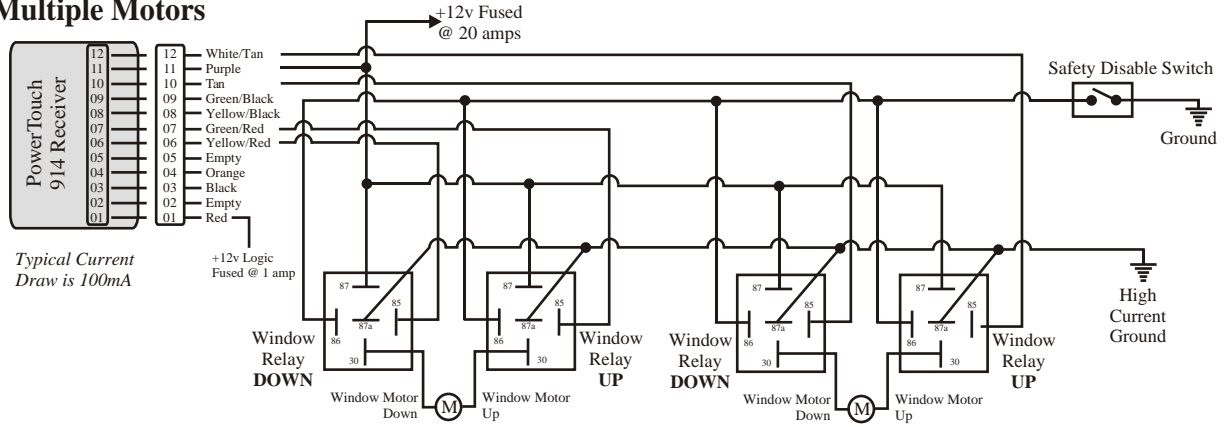 Multiple Motors
+12v Fused
@ 20 amps
PowerTouch
914 Receiver
12
11
10
09
08
07
06
05
04
03
02
01
12
11
10
09
08
07
06
05
04
03
02
01
White/Tan
Purple
Tan
Green/Black
Yellow/Black
Green/Red
Yellow/Red
Empty
Orange
Black
Empty
Red
Typical Current
Draw is 100mA
+12v Logic
Fused @ 1 amp
Safety Disable Switch
Ground
High
Current
Ground
87
85
87a
86
30
Window
Relay
DOWN
87
85
87a
86
30
Window
Relay
UP
Window Motor
Down
M
Window Motor
Up
87
85
87a
86
30
Window
Relay
DOWN
87
85
87a
86
30
Window
Relay
UP
Window Motor
Down
M
Window Motor
Up